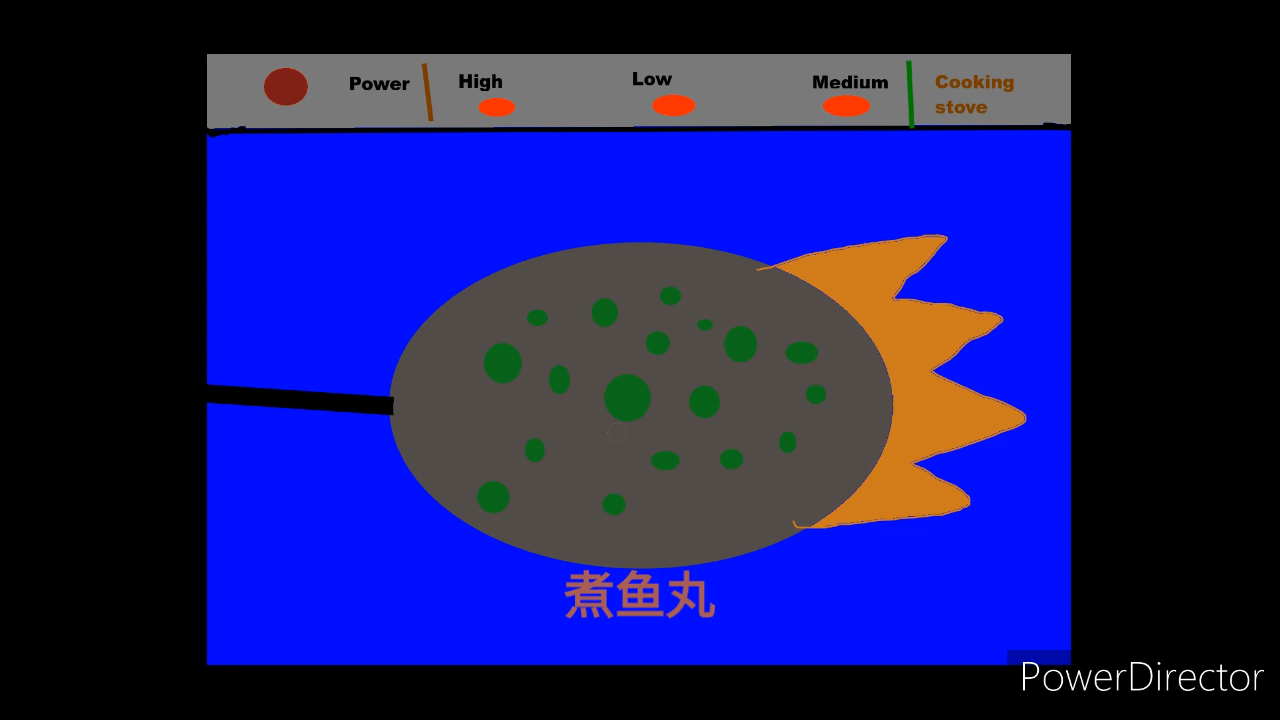 Power
High
Low
Medium
Cooking
stove
煮鱼丸
PowerDirector